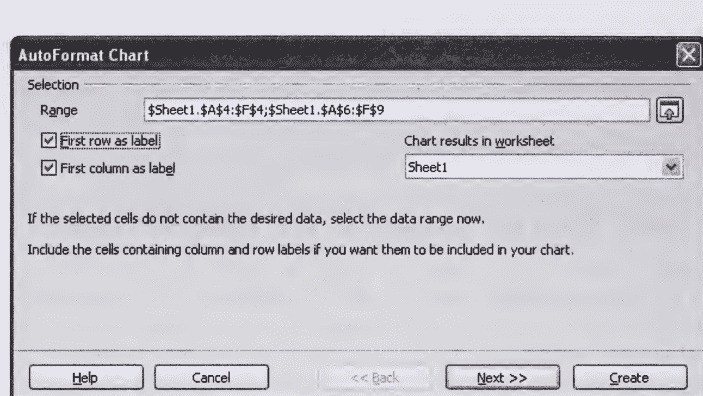 AutoFormat Chart
Selection
Range $Sheet1.$A$4:$F$4;$Sheet1.$A$6:$F$9
First row as label Chart results in worksheet
First column as label Sheet1
If the selected cells do not contain the desired data, select the data range now.
Include the cells containing column and row labels if you want them to be included in your chart.
Help Cancel << Back Next >> Create